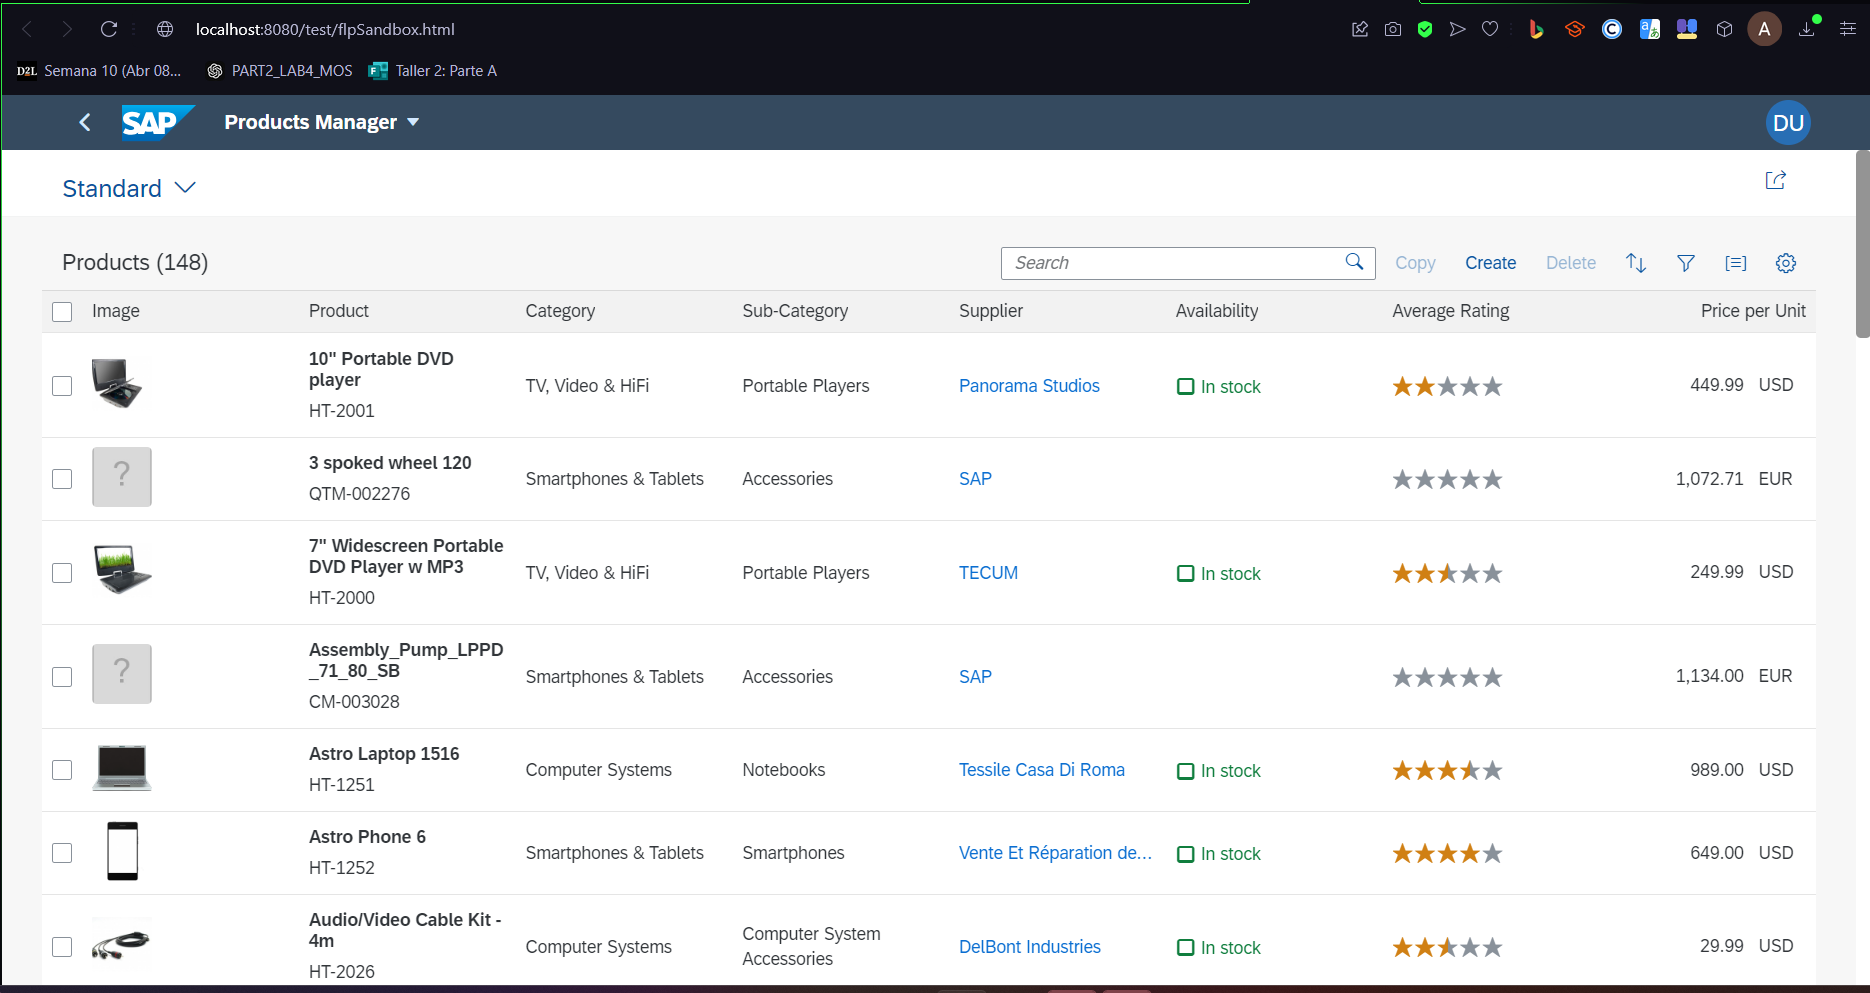 localhost:8080/test/flpSandbox.html
A
D2L Semana 10 (Abr 08... PART2_LAB4_MOS Taller 2: Parte A
SAP Products Manager DU
Standard
Products (148) Search Copy Create Delete
Image Product Category Sub-Category Supplier Availability Average Rating Price per Unit
10" Portable DVD
player
HT-2001
TV, Video & HiFi Portable Players Panorama Studios In stock 449.99 USD
?
3 spoked wheel 120
QTM-002276
Smartphones & Tablets Accessories SAP 1,072.71 EUR
7" Widescreen Portable
DVD Player w MP3
HT-2000
TV, Video & HiFi Portable Players TECUM In stock 249.99 USD
?
Assembly_Pump_LPPD
_71_80_SB
CM-003028
Smartphones & Tablets Accessories SAP 1,134.00 EUR
Astro Laptop 1516
HT-1251
Computer Systems Notebooks Tessile Casa Di Roma In stock 989.00 USD
Astro Phone 6
HT-1252
Smartphones & Tablets Smartphones Vente Et Réparation de... In stock 649.00 USD
Audio/Video Cable Kit -
4m
HT-2026
Computer Systems
Computer System
Accessories
DelBont Industries In stock 29.99 USD